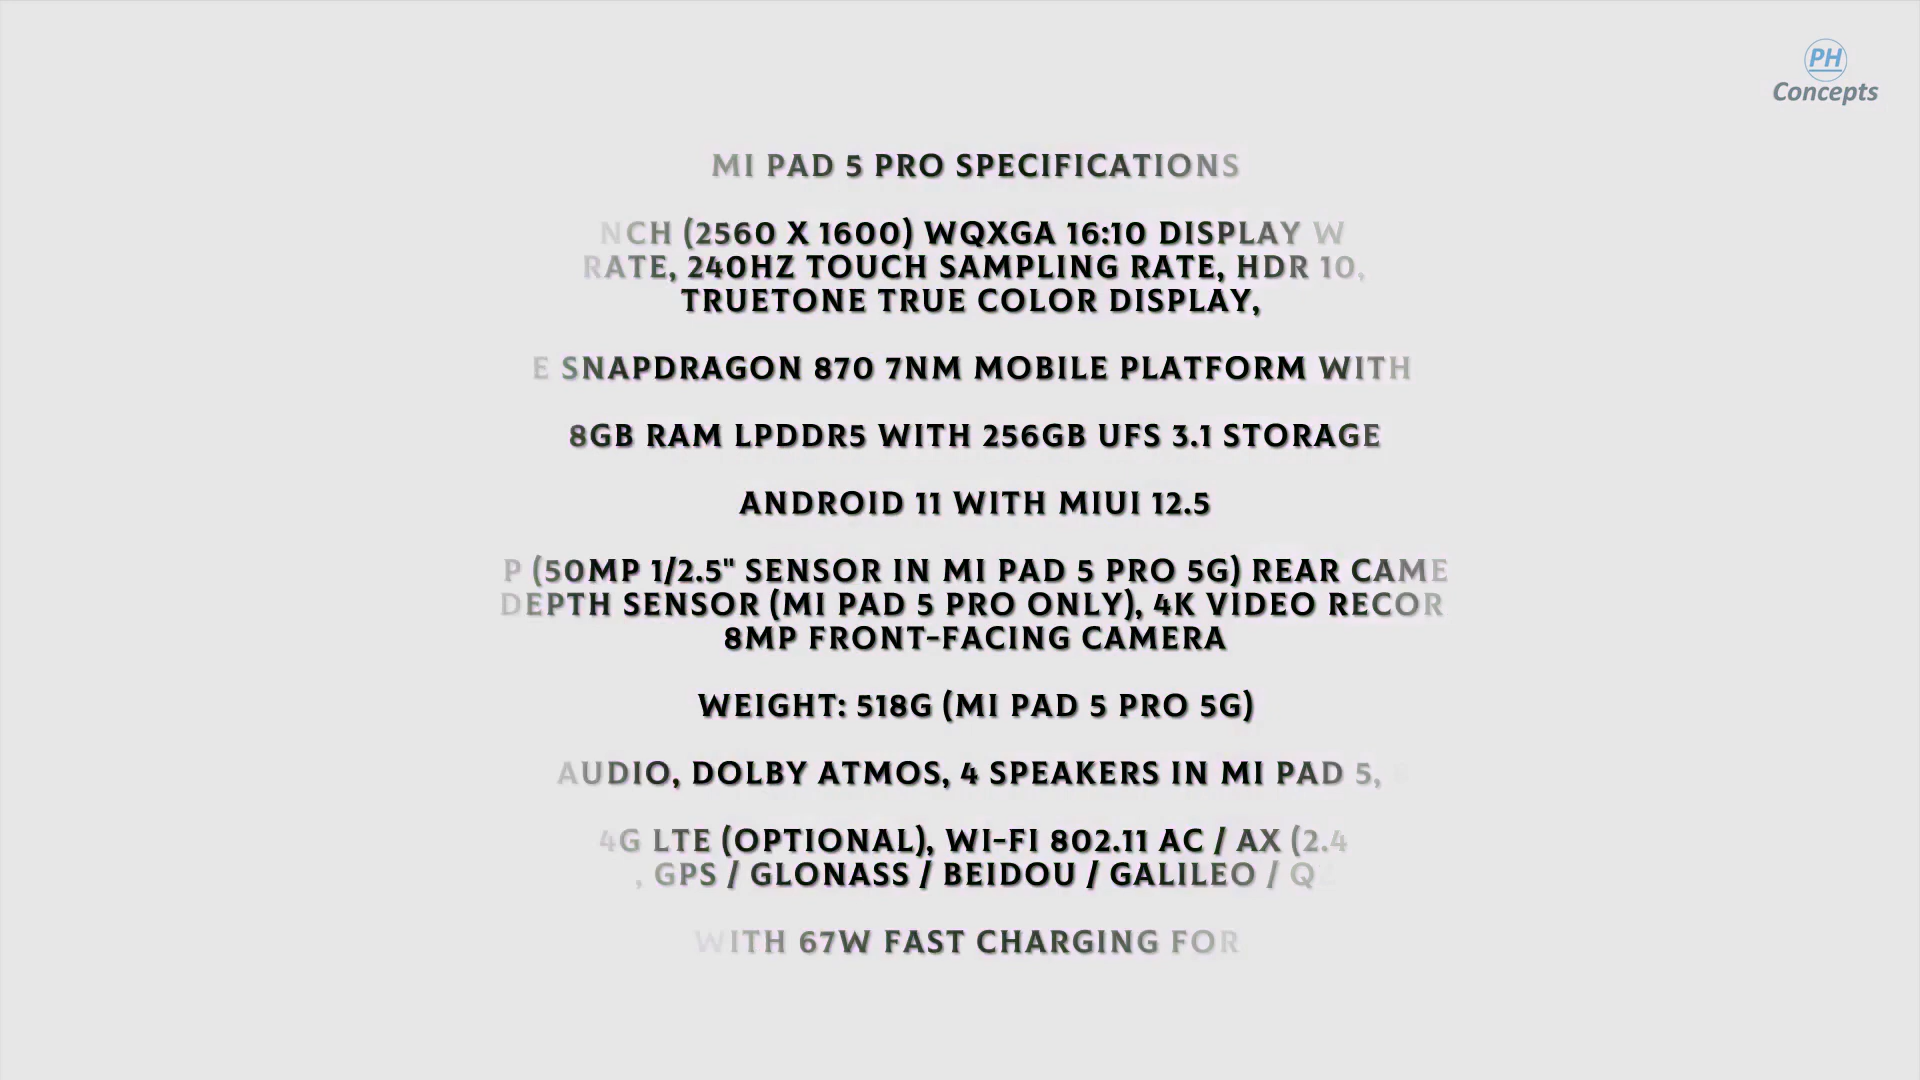 PH
Concepts
MI PAD 5 PRO SPECIFICATIONS
NCH (2560 X 1600) WQXGA 16:10 DISPLAY W
RATE, 240HZ TOUCH SAMPLING RATE, HDR 10,
TRUETONE TRUE COLOR DISPLAY,
E SNAPDRAGON 870 7NM MOBILE PLATFORM WITH
8GB RAM LPDDR5 WITH 256GB UFS 3.1 STORAGE
ANDROID 11 WITH MIUI 12.5
P (50MP 1/2.5" SENSOR IN MI PAD 5 PRO 5G) REAR CAME
DEPTH SENSOR (MI PAD 5 PRO ONLY), 4K VIDEO RECOR
8MP FRONT-FACING CAMERA
WEIGHT: 518G (MI PAD 5 PRO 5G)
AUDIO, DOLBY ATMOS, 4 SPEAKERS IN MI PAD 5,
4G LTE (OPTIONAL), WI-FI 802.11 AC / AX (2.4
, GPS / GLONASS / BEIDOU / GALILEO / QZ
WITH 67W FAST CHARGING FOR